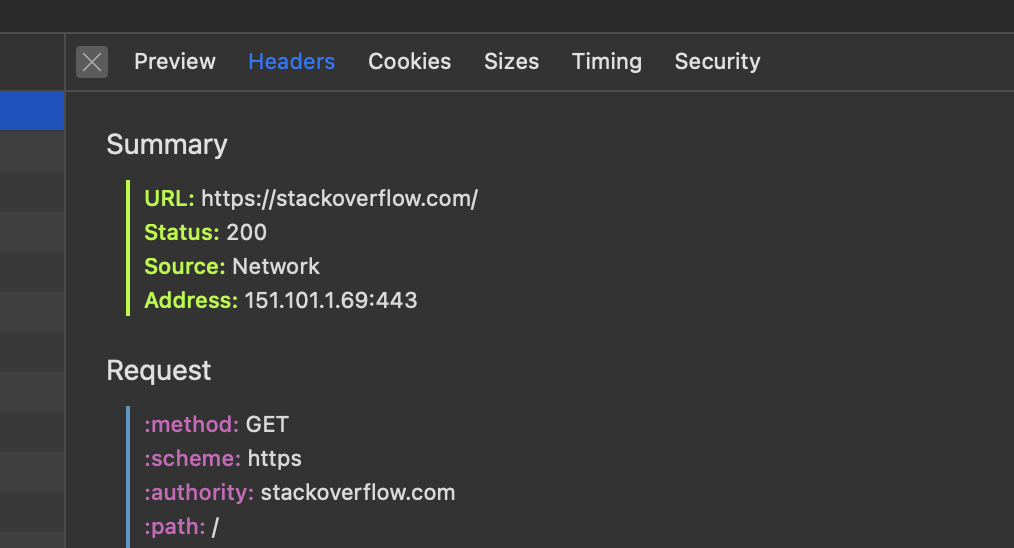 Preview Headers Cookies Sizes Timing Security
Summary
URL: https://stackoverflow.com/
Status: 200
Source: Network
Address: 151.101.1.69:443
Request
:method: GET
:scheme: https
:authority: stackoverflow.com
:path: /